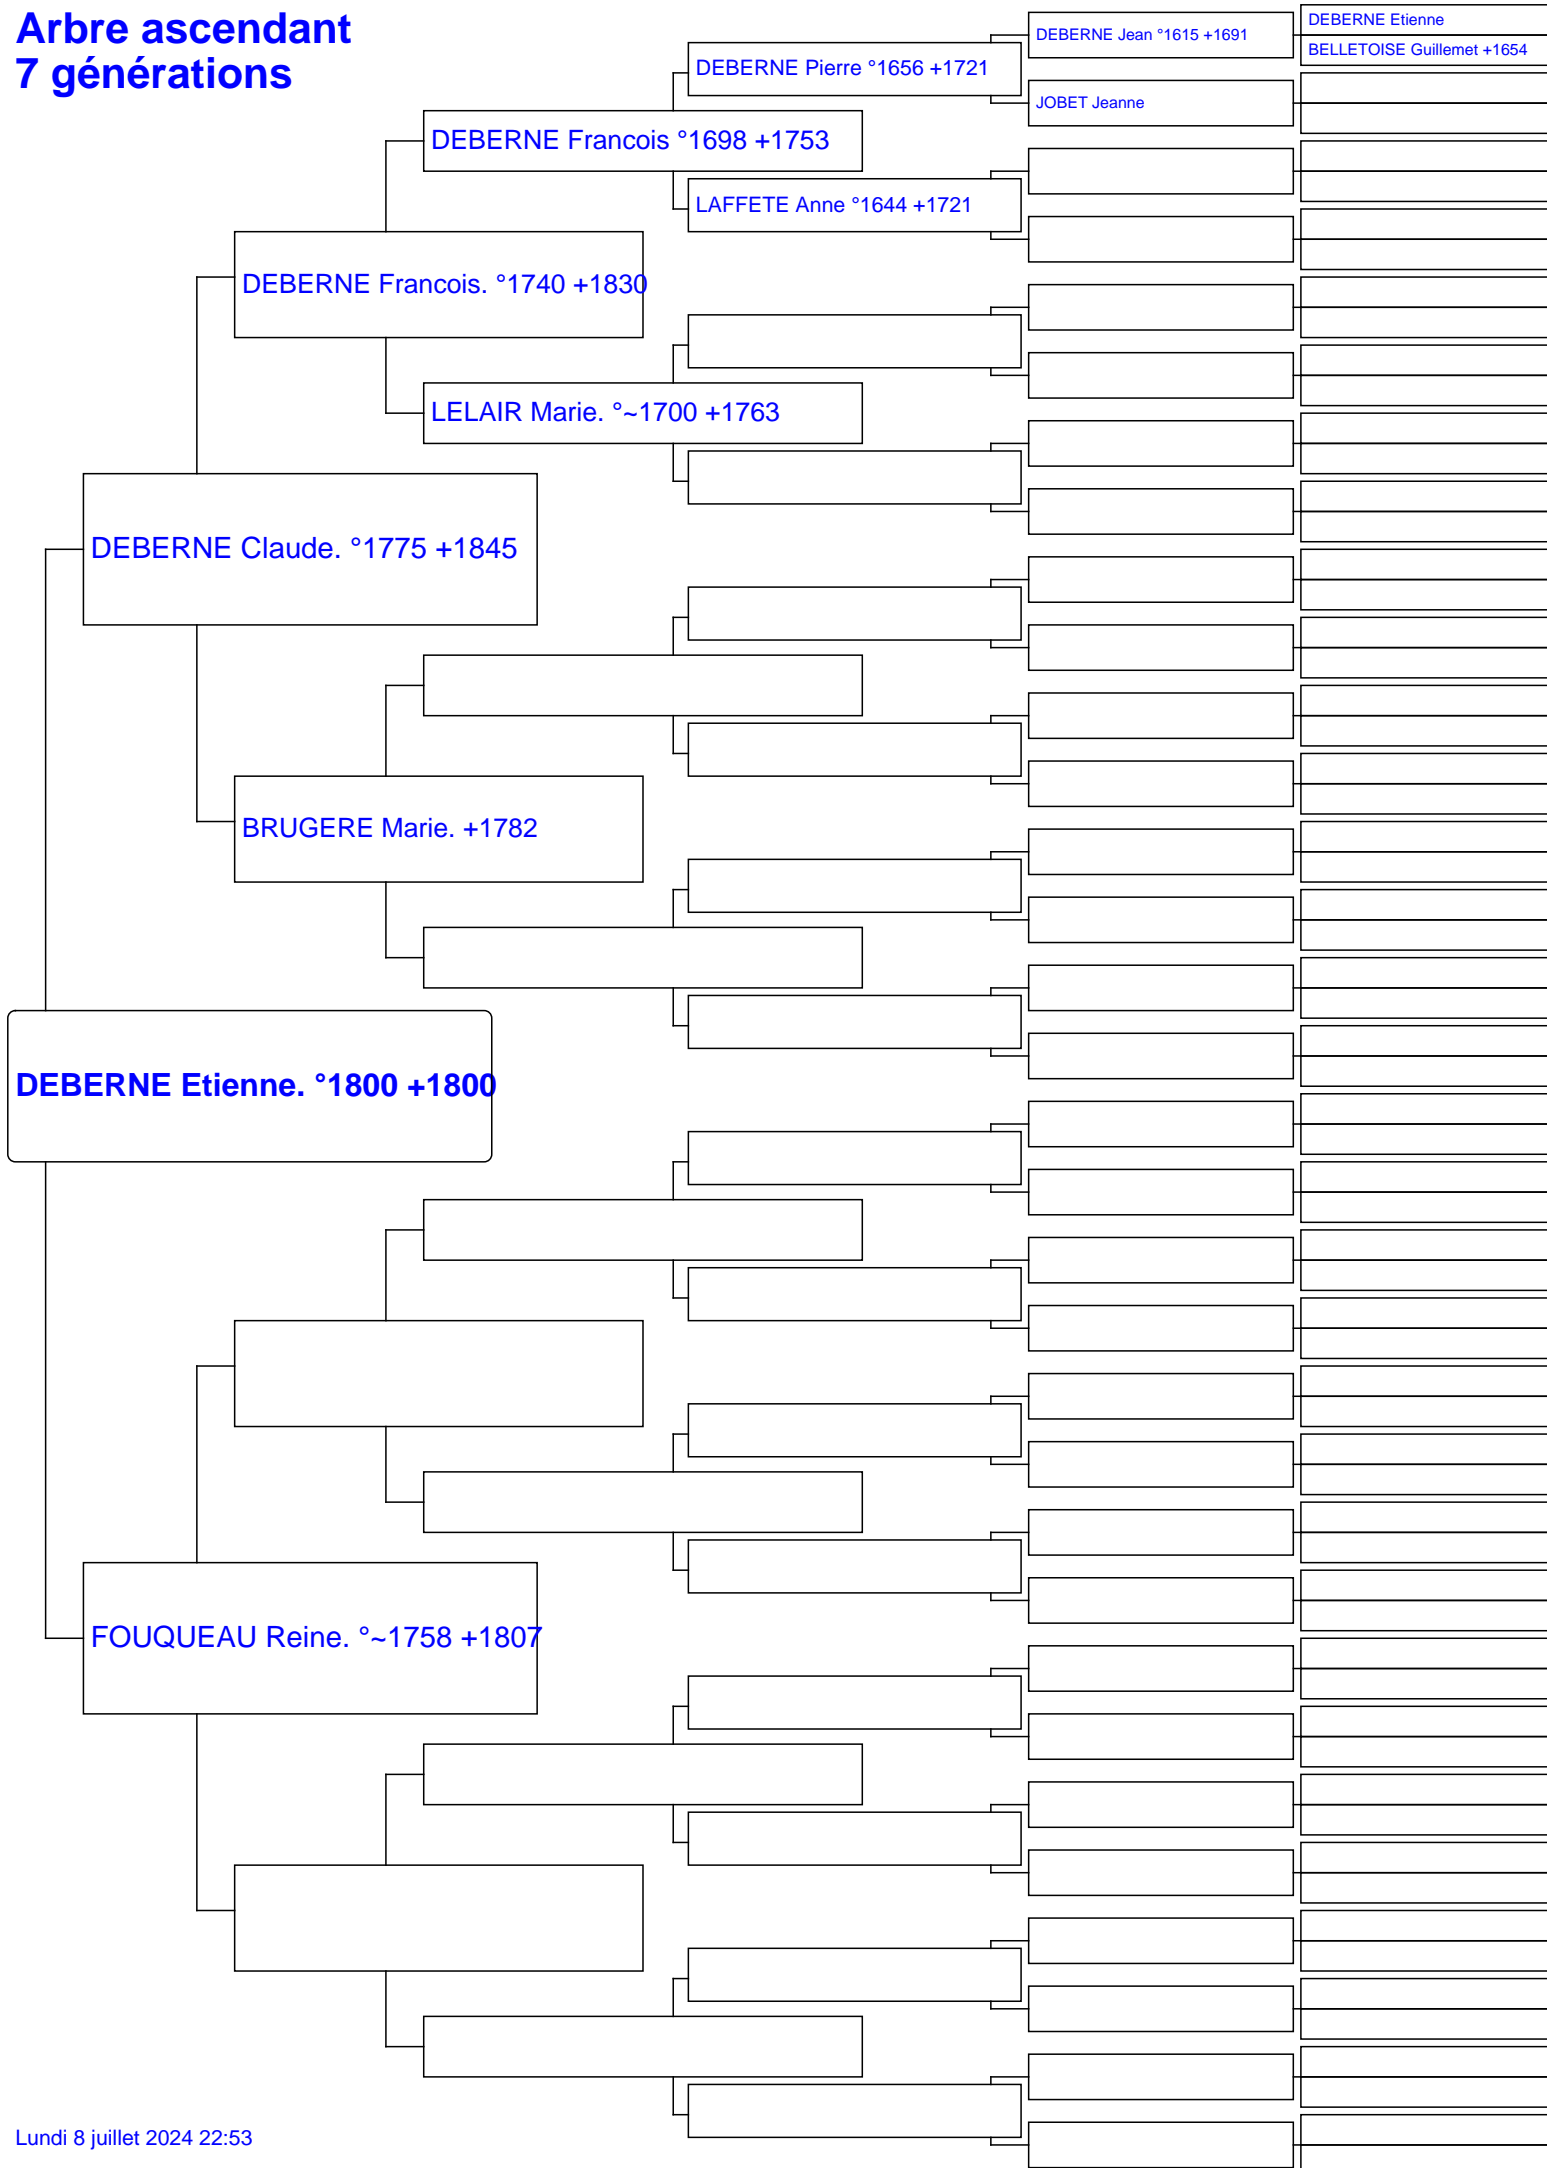 Arbre ascendant
7 générations
DEBERNE Etienne
DEBERNE Jean °1615 +1691
BELLETOISE Guillemet +1654
DEBERNE Pierre °1656 +1721
JOBET Jeanne
DEBERNE Francois °1698 +1753
LAFFETE Anne °1644 +1721
DEBERNE Francois. °1740 +1830
LELAIR Marie. °~1700 +1763
DEBERNE Claude. °1775 +1845
BRUGERE Marie. +1782
DEBERNE Etienne. °1800 +1800
FOUQUEAU Reine. °~1758 +1807
Lundi 8 juillet 2024 22:53